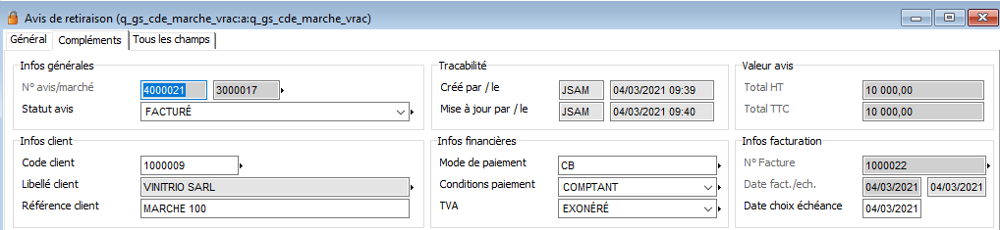 Avis de retiraison (q_gs_cde_marche_vrac:a:q_gs_cde_marche_vrac)
Général Compléments Tous les champs
Infos générales
N° avis/marché 4000021 3000017
Statut avis FACTURÉ
Tracabilité
Créé par / le JSAM 04/03/2021 09:39
Mise à jour par / le JSAM 04/03/2021 09:40
Valeur avis
Total HT 10 000,00
Total TTC 10 000,00
Infos client
Code client 1000009
Libellé client VINITRIO SARL
Référence client MARCHE 100
Infos financières
Mode de paiement CB
Conditions paiement COMPTANT
TVA EXONÉRÉ
Infos facturation
N° Facture 1000022
Date fact./ech. 04/03/2021 04/03/2021
Date choix échéance 04/03/2021